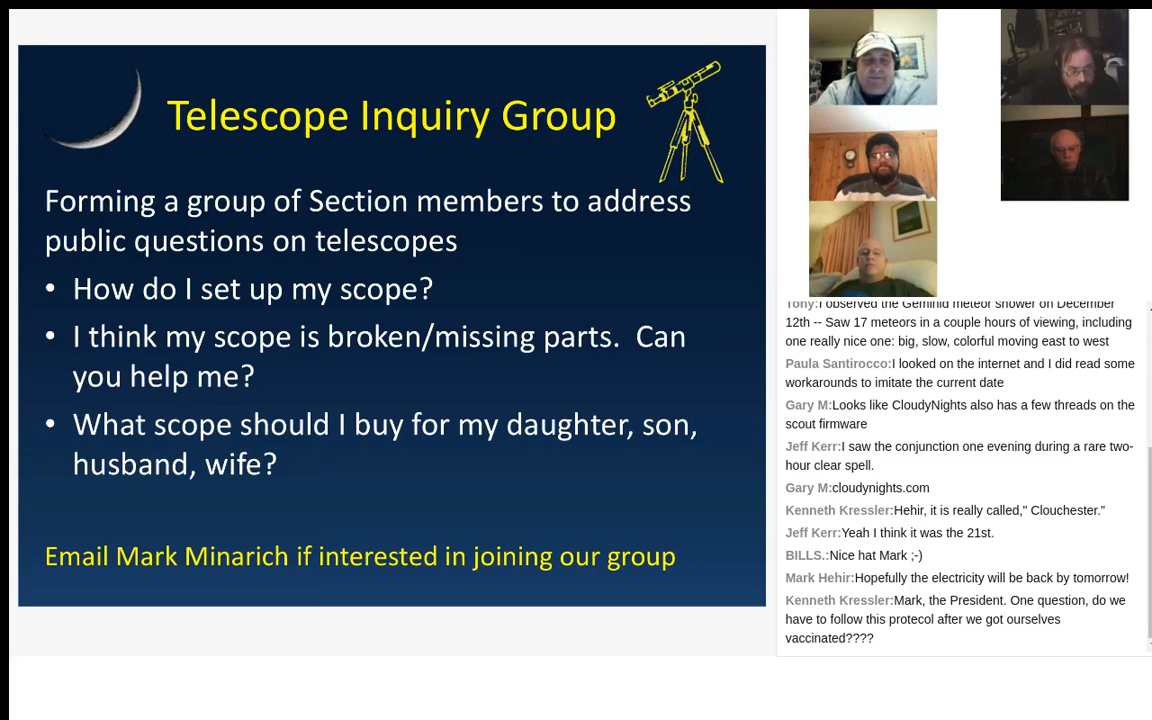 Telescope Inquiry Group
Forming a group of Section members to address
public questions on telescopes
• How do I set up my scope?
• I think my scope is broken/missing parts.  Can
you help me?
• What scope should I buy for my daughter, son,
husband, wife?
Email Mark Minarich if interested in joining our group
Tony:I observed the Geminid meteor shower on December
12th -- Saw 17 meteors in a couple hours of viewing, including
one really nice one: big, slow, colorful moving east to west
Paula Santirocco:I looked on the internet and I did read some
workarounds to imitate the current date
Gary M:Looks like CloudyNights also has a few threads on the
scout firmware
Jeff Kerr:I saw the conjunction one evening during a rare two-
hour clear spell.
Gary M:cloudynights.com
Kenneth Kressler:Hehir, it is really called," Clouchester."
Jeff Kerr:Yeah I think it was the 21st.
BILLS.:Nice hat Mark ;-)
Mark Hehir:Hopefully the electricity will be back by tomorrow!
Kenneth Kressler:Mark, the President. One question, do we
have to follow this protecol after we got ourselves
vaccinated????